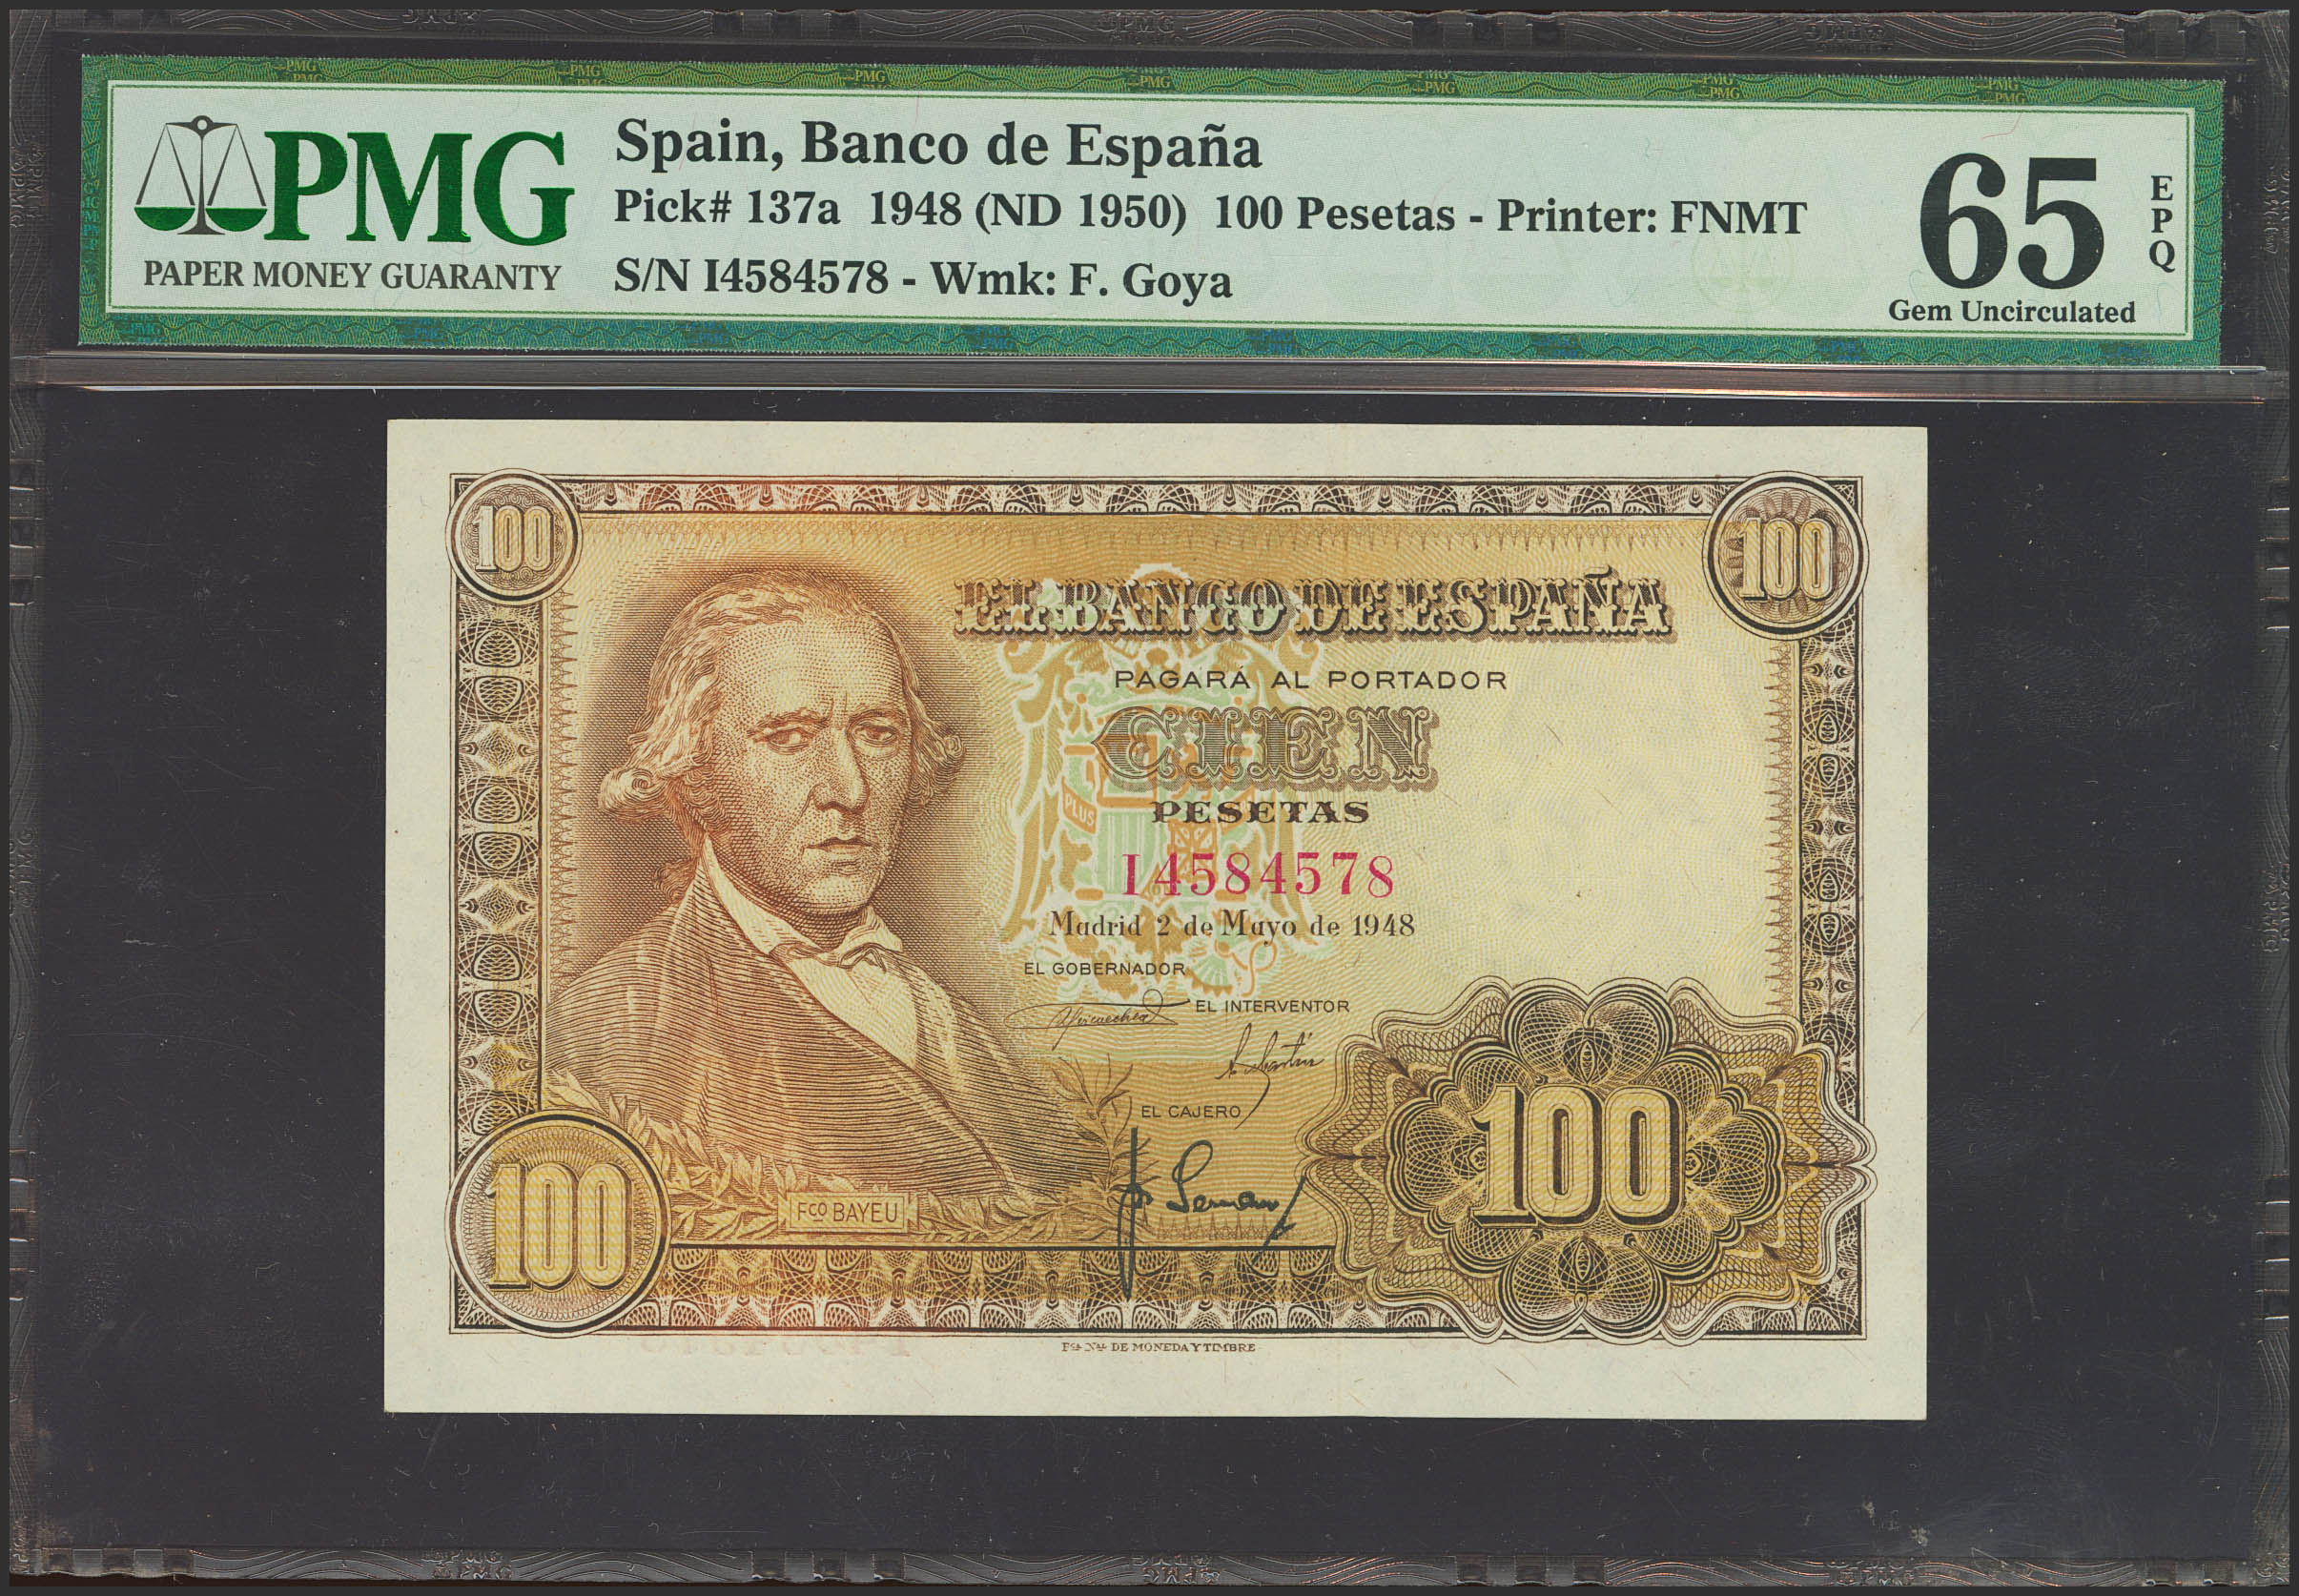 PMG
PAPER MONEY GUARANTY
Spain, Banco de España
Pick# 137a 1948 (ND 1950) 100 Pesetas - Printer: FNMT
S/N I4584578 - Wmk: F. Goya
65
EPQ
Gem Uncirculated
100
100
EL BANCO DE ESPAÑA
PAGARÁ AL PORTADOR
CIEN
PLUS
PESETAS
I4584578
Madrid 2 de Mayo de 1948
EL GOBERNADOR
EL INTERVENTOR
EL CAJERO
100
FCO BAYEU
100
Fca Nal DE MONEDA Y TIMBRE